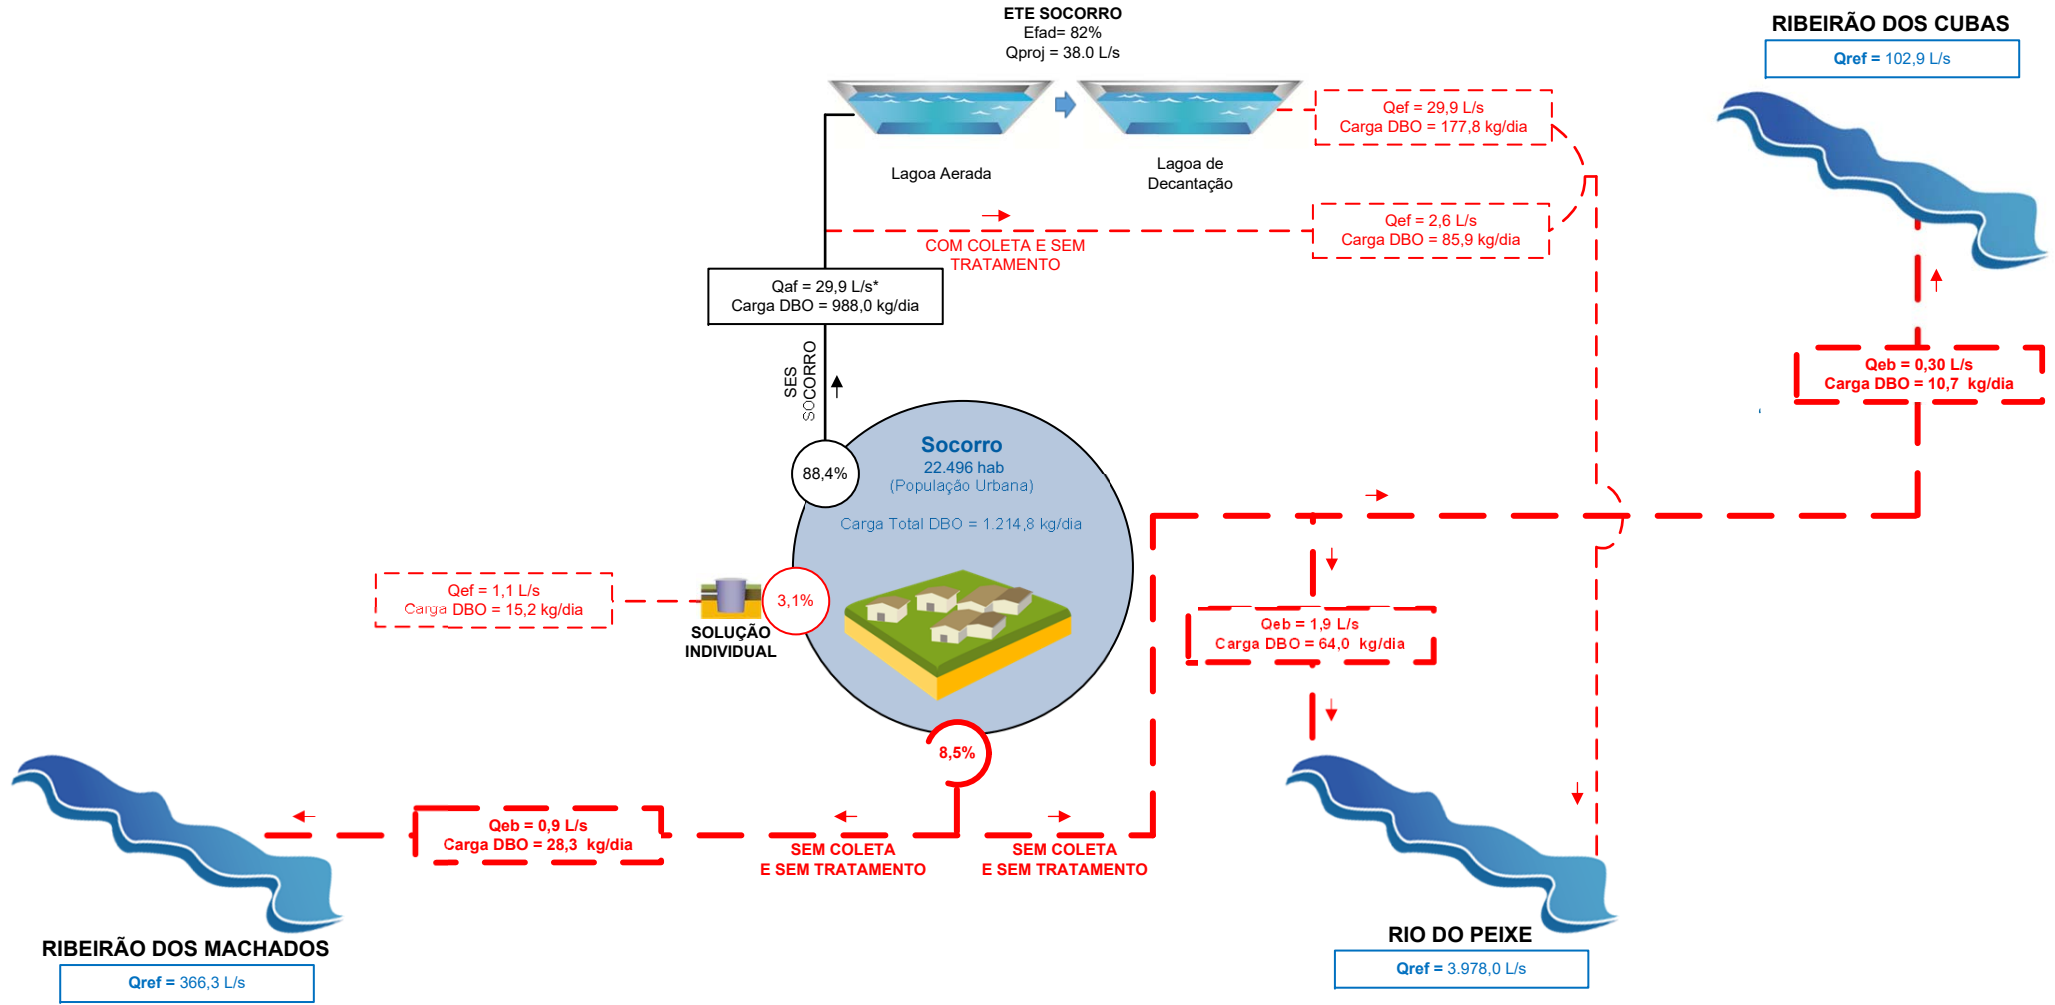 ETE SOCORRO
Efad= 82%
Qproj = 38.0 L/s
RIBEIRÃO DOS CUBAS
Qref = 102,9 L/s
Qef = 29,9 L/s
Carga DBO = 177,8 kg/dia
Lagoa Aerada
Lagoa de
Decantação
Qef = 2,6 L/s
Carga DBO = 85,9 kg/dia
COM COLETA E SEM
TRATAMENTO
Qaf = 29,9 L/s*
Carga DBO = 988,0 kg/dia
SES
SOCORRO
Qeb = 0,30 L/s
Carga DBO = 10,7 kg/dia
88,4%
Socorro
22.496 hab
(População Urbana)
Carga Total DBO = 1.214,8 kg/dia
Qef = 1,1 L/s
Carga DBO = 15,2 kg/dia
3,1%
SOLUÇÃO
INDIVIDUAL
Qeb = 1,9 L/s
Carga DBO = 64,0 kg/dia
8,5%
Qeb = 0,9 L/s
Carga DBO = 28,3 kg/dia
SEM COLETA
E SEM TRATAMENTO
SEM COLETA
E SEM TRATAMENTO
RIBEIRÃO DOS MACHADOS
Qref = 366,3 L/s
RIO DO PEIXE
Qref = 3.978,0 L/s